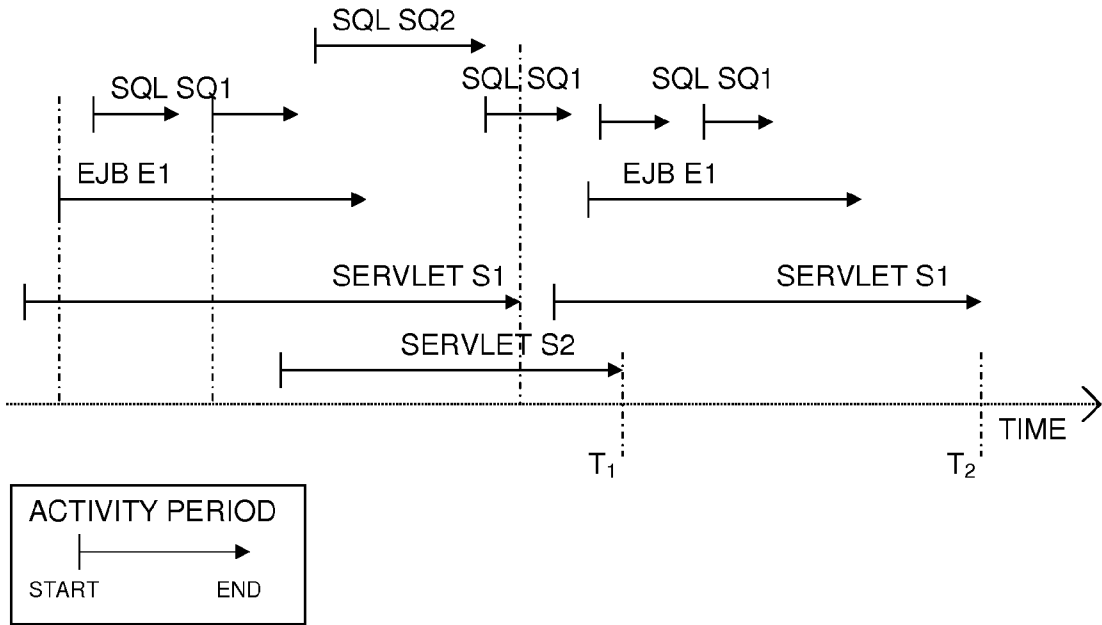 SQL SQ2
SQL SQ1
SQL SQ1
SQL SQ1
EJB E1
EJB E1
SERVLET S1
SERVLET S1
SERVLET S2
TIME
T1
T2
ACTIVITY PERIOD
START
END